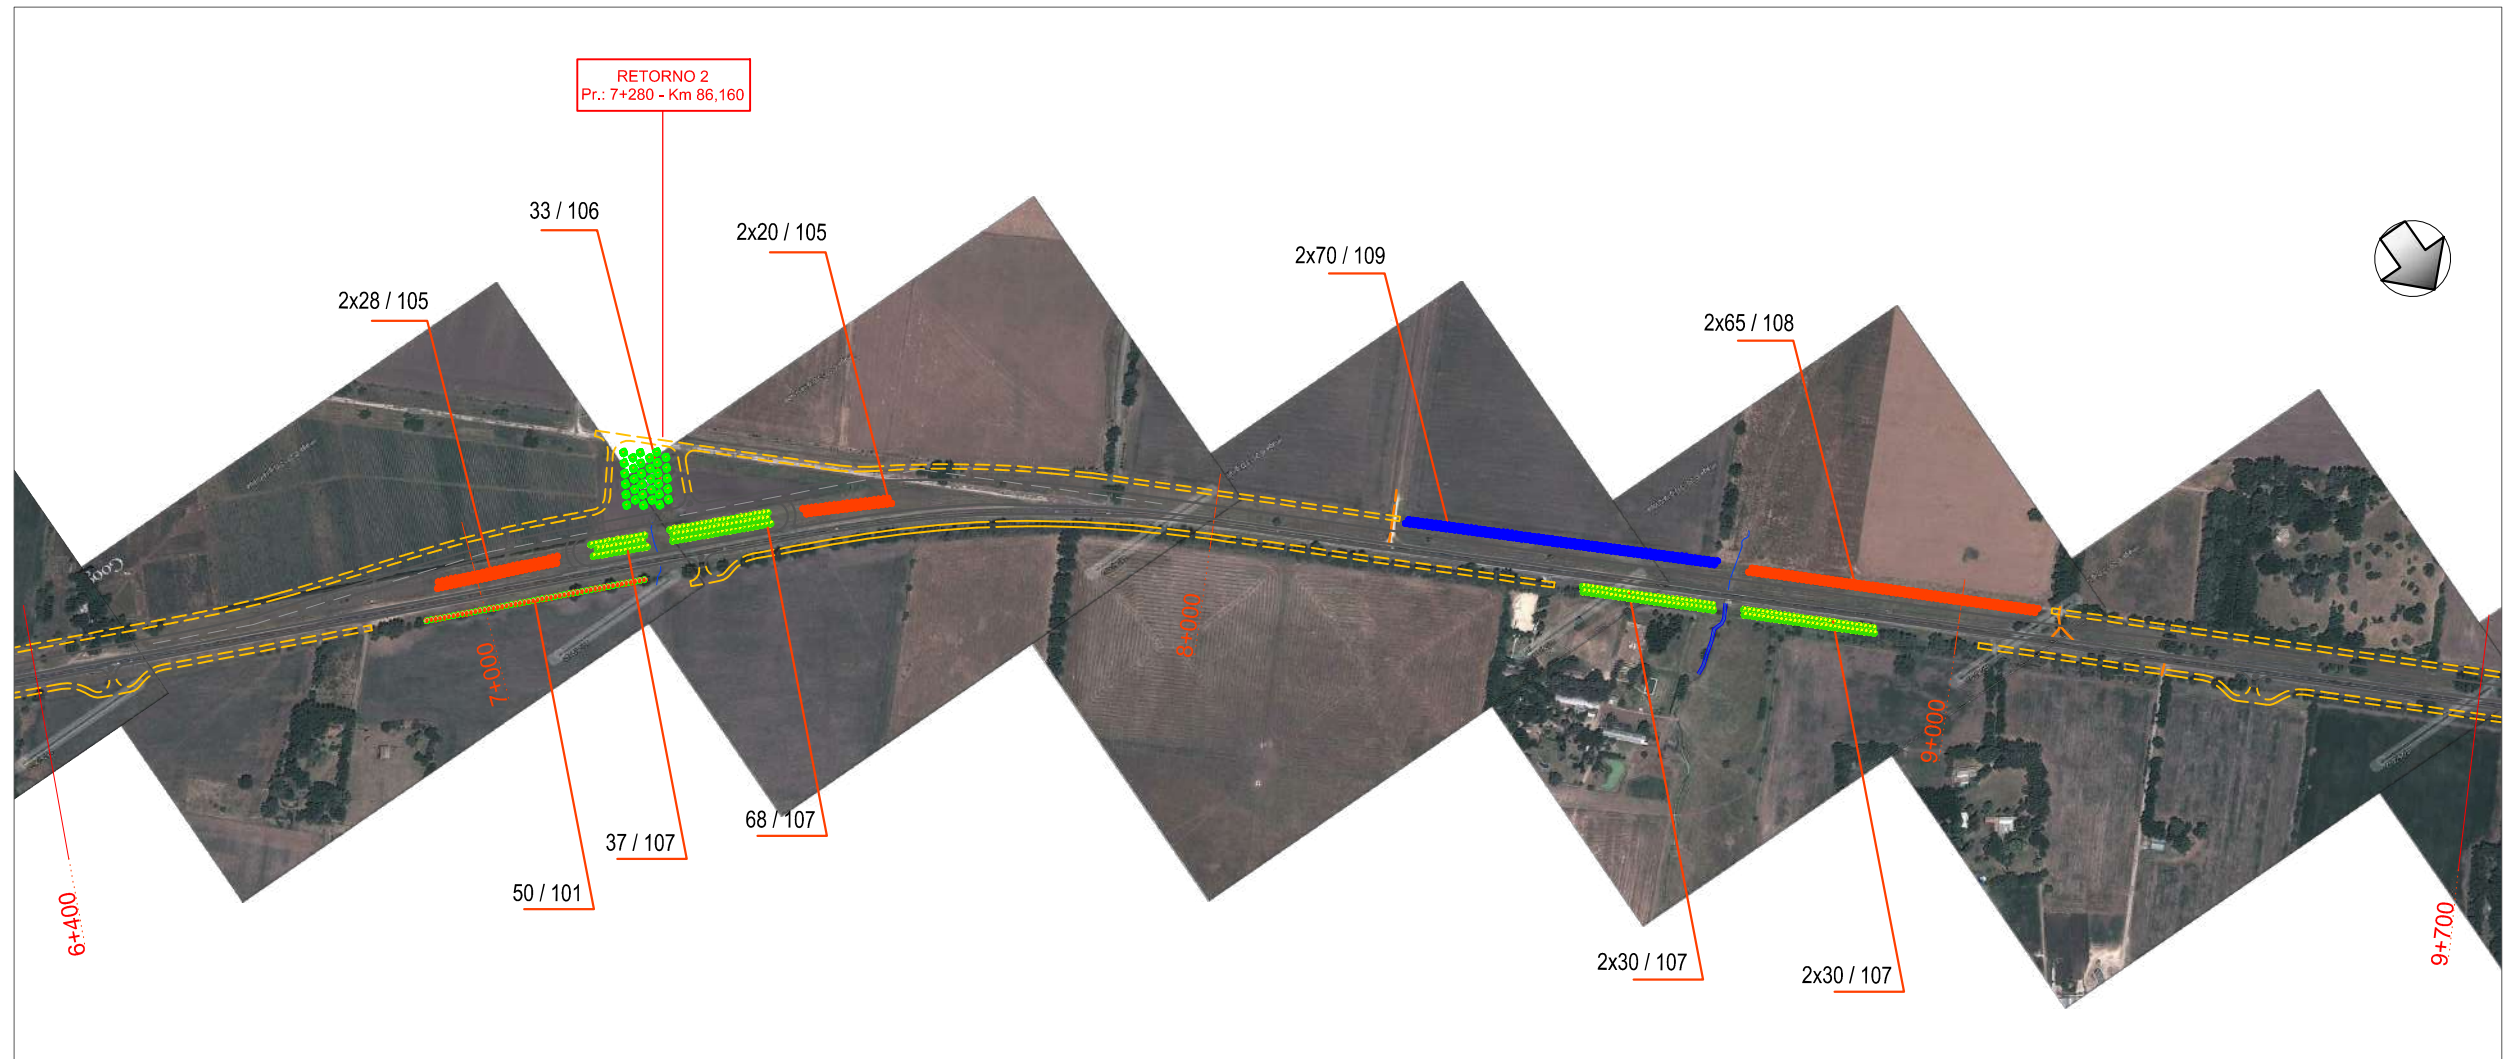 RETORNO 2
Pr.: 7+280 - Km 86,160
33 / 106
2x20 / 105
2x70 / 109
2x28 / 105
2x65 / 108
7+000
8+000
9+000
68 / 107
37 / 107
50 / 101
6+400
9+700
2x30 / 107
2x30 / 107